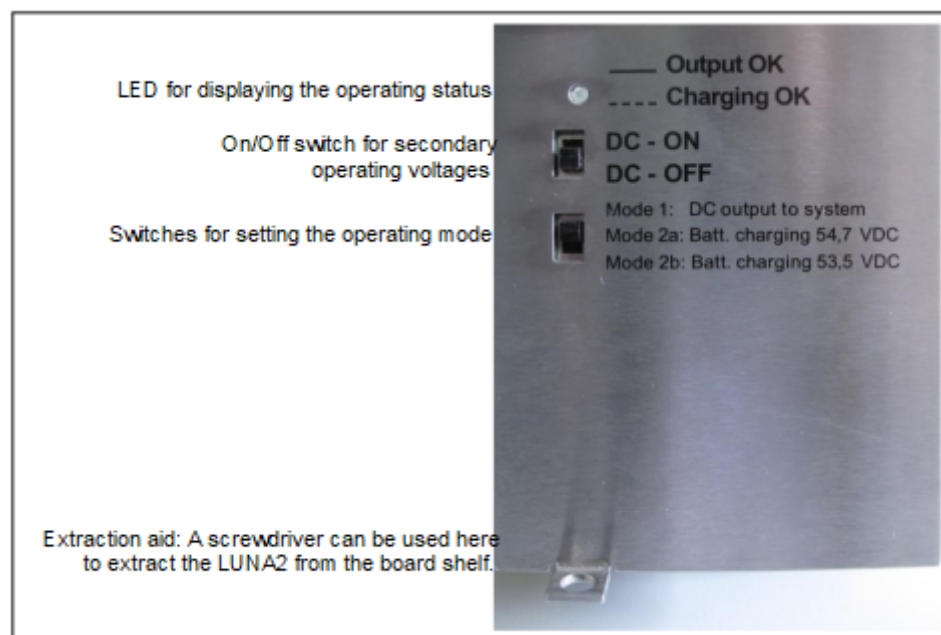 LED for displaying the operating status
On/Off switch for secondary
operating voltages
Switches for setting the operating mode
Extraction aid: A screwdriver can be used here
to extract the LUNA2 from the board shelf.
Output OK
Charging OK
DC - ON
DC - OFF
Mode 1: DC output to system
Mode 2a: Batt. charging 54,7 VDC
Mode 2b: Batt. charging 53,5 VDC